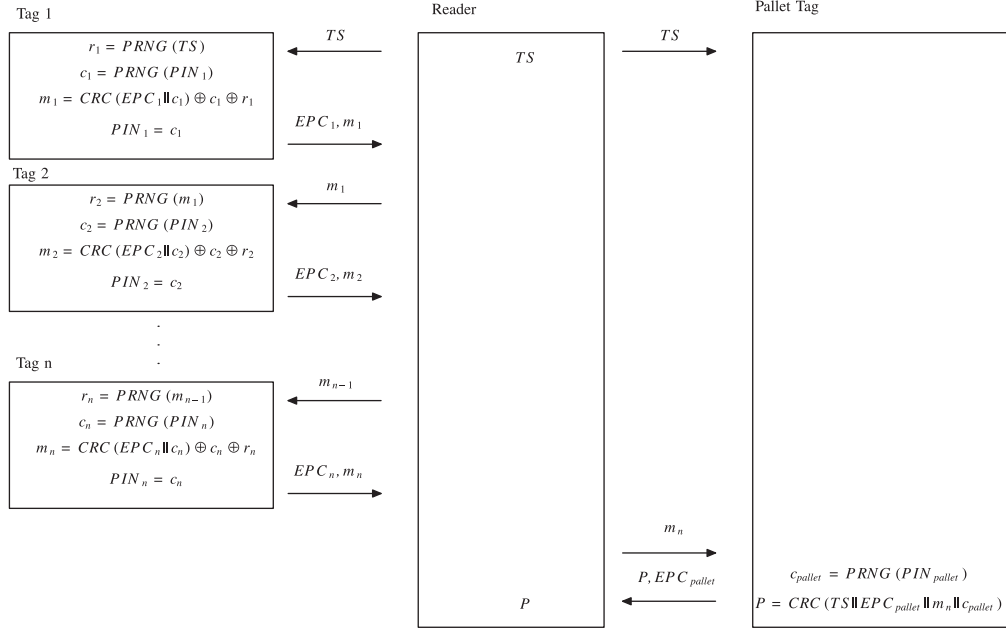 Tag 1
Reader
Pallet Tag
TS
TS
TS
r₁ = PRNG (TS)
c₁ = PRNG (PIN₁)
m₁ = CRC (EPC₁‖c₁) ⊕ c₁ ⊕ r₁
PIN₁ = c₁
EPC₁, m₁
Tag 2
r₂ = PRNG (m₁)
c₂ = PRNG (PIN₂)
m₂ = CRC (EPC₂‖c₂) ⊕ c₂ ⊕ r₂
PIN₂ = c₂
m₁
EPC₂, m₂
.
.
.
Tag n
rₙ = PRNG (mₙ₋₁)
cₙ = PRNG (PINₙ)
mₙ = CRC (EPCₙ‖cₙ) ⊕ cₙ ⊕ rₙ
PINₙ = cₙ
mₙ₋₁
EPCₙ, mₙ
mₙ
P, EPC_pallet
P
c_pallet = PRNG (PIN_pallet)
P = CRC (TS‖EPC_pallet‖mₙ‖c_pallet)